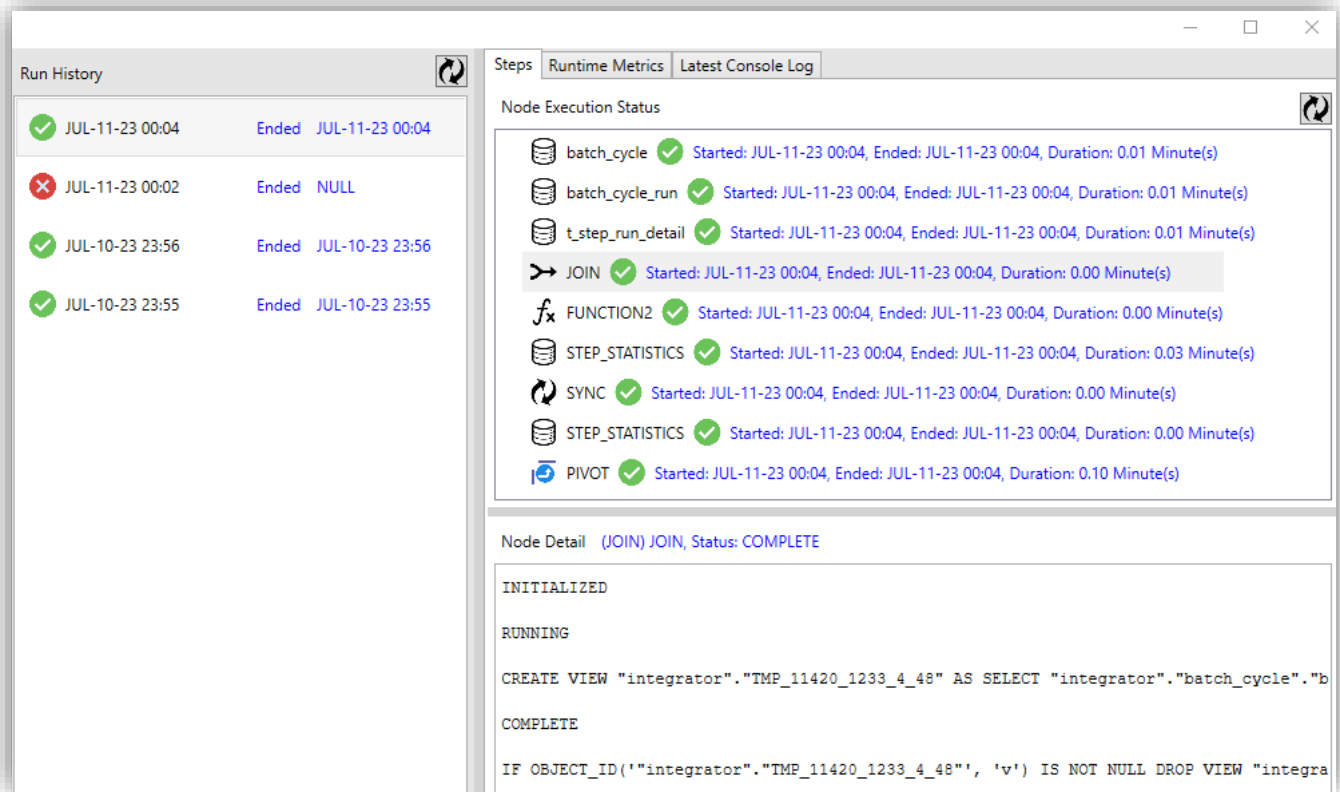 Run History
JUL-11-23 00:04 Ended JUL-11-23 00:04
JUL-11-23 00:02 Ended NULL
JUL-10-23 23:56 Ended JUL-10-23 23:56
JUL-10-23 23:55 Ended JUL-10-23 23:55
Steps Runtime Metrics Latest Console Log
Node Execution Status
batch_cycle Started: JUL-11-23 00:04, Ended: JUL-11-23 00:04, Duration: 0.01 Minute(s)
batch_cycle_run Started: JUL-11-23 00:04, Ended: JUL-11-23 00:04, Duration: 0.01 Minute(s)
t_step_run_detail Started: JUL-11-23 00:04, Ended: JUL-11-23 00:04, Duration: 0.01 Minute(s)
JOIN Started: JUL-11-23 00:04, Ended: JUL-11-23 00:04, Duration: 0.00 Minute(s)
fx FUNCTION2 Started: JUL-11-23 00:04, Ended: JUL-11-23 00:04, Duration: 0.00 Minute(s)
STEP_STATISTICS Started: JUL-11-23 00:04, Ended: JUL-11-23 00:04, Duration: 0.03 Minute(s)
SYNC Started: JUL-11-23 00:04, Ended: JUL-11-23 00:04, Duration: 0.00 Minute(s)
STEP_STATISTICS Started: JUL-11-23 00:04, Ended: JUL-11-23 00:04, Duration: 0.00 Minute(s)
PIVOT Started: JUL-11-23 00:04, Ended: JUL-11-23 00:04, Duration: 0.10 Minute(s)
Node Detail (JOIN) JOIN, Status: COMPLETE
INITIALIZED
RUNNING
CREATE VIEW "integrator"."TMP_11420_1233_4_48" AS SELECT "integrator"."batch_cycle"."b
COMPLETE
IF OBJECT_ID('"integrator"."TMP_11420_1233_4_48"', 'v') IS NOT NULL DROP VIEW "integra